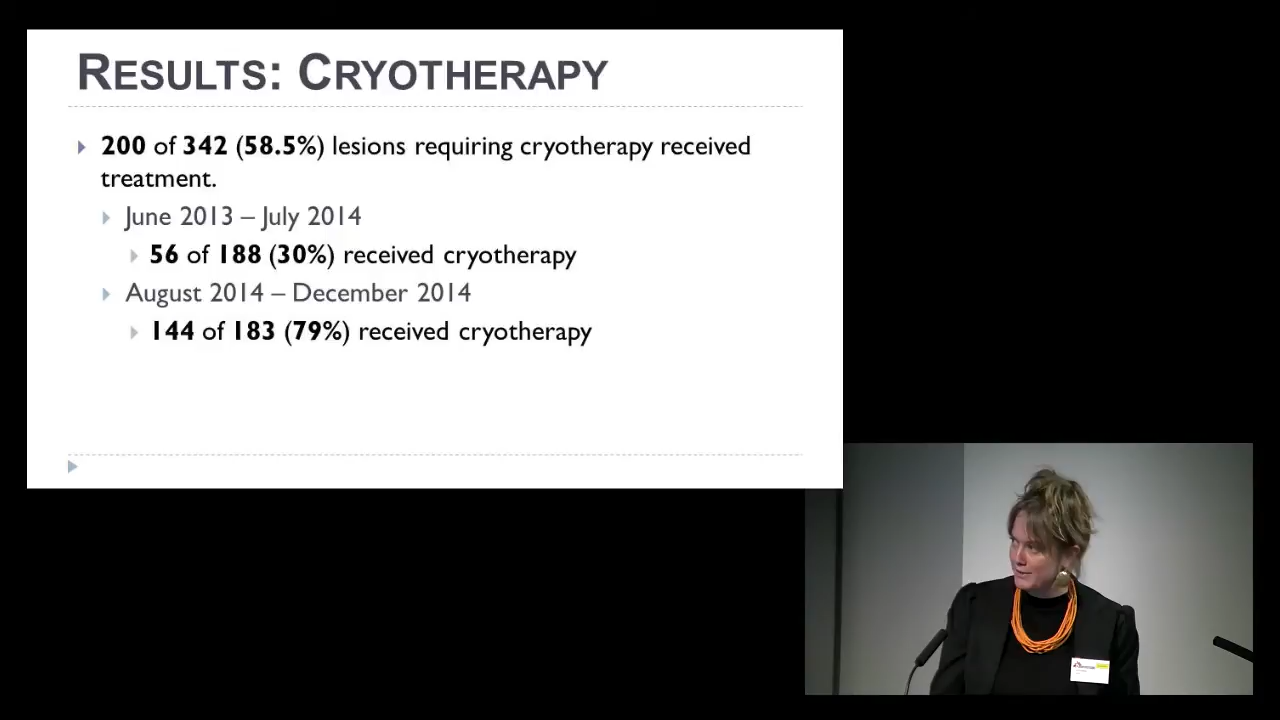 RESULTS: CRYOTHERAPY
200 of 342 (58.5%) lesions requiring cryotherapy received
treatment.
June 2013 – July 2014
56 of 188 (30%) received cryotherapy
August 2014 – December 2014
144 of 183 (79%) received cryotherapy